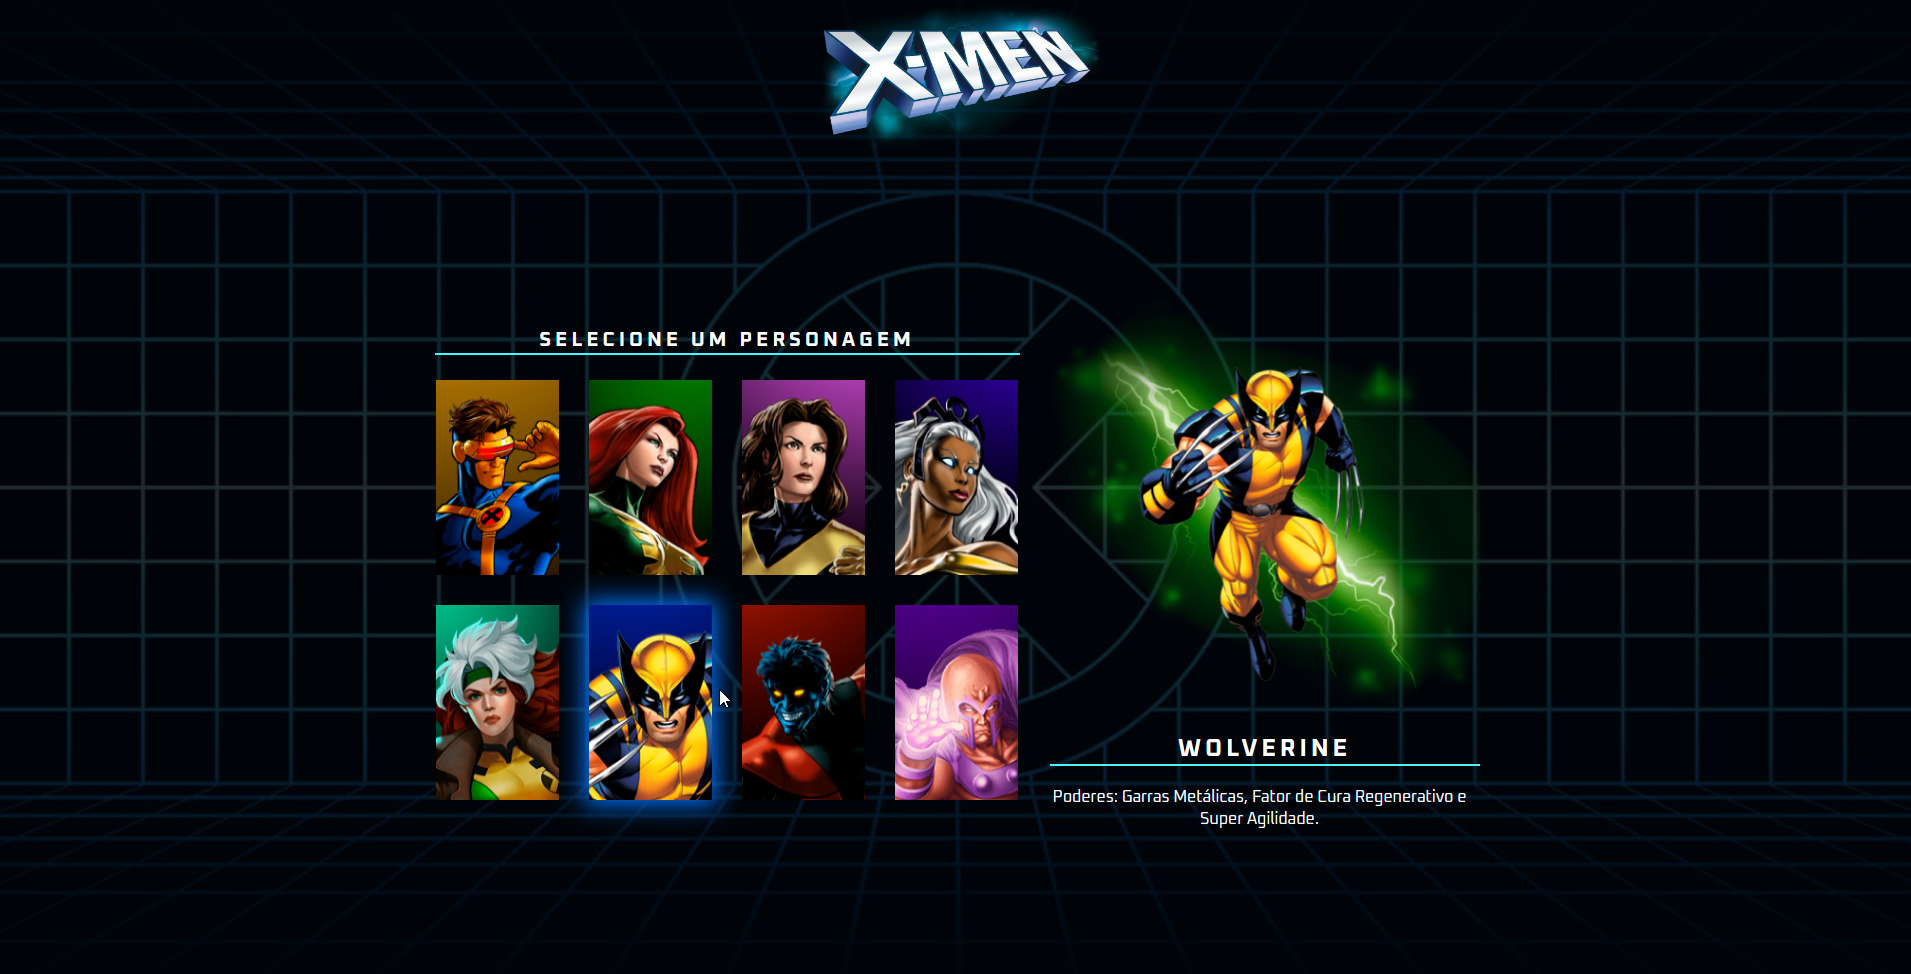 X-MEN
SELECIONE UM PERSONAGEM
WOLVERINE
Poderes: Garras Metálicas, Fator de Cura Regenerativo e
Super Agilidade.